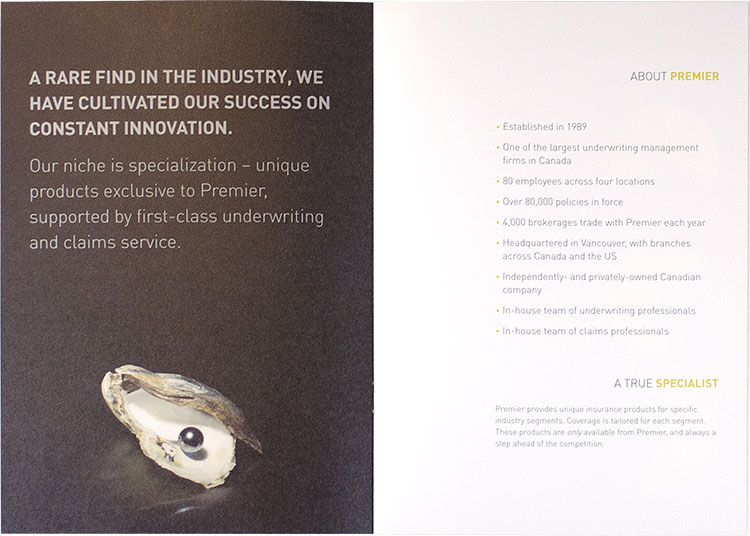 A RARE FIND IN THE INDUSTRY, WE
HAVE CULTIVATED OUR SUCCESS ON
CONSTANT INNOVATION.
Our niche is specialization – unique
products exclusive to Premier,
supported by first-class underwriting
and claims service.
ABOUT PREMIER
• Established in 1989
• One of the largest underwriting management
firms in Canada
• 80 employees across four locations
• Over 80,000 policies in force
• 4,000 brokerages trade with Premier each year
• Headquartered in Vancouver, with branches
across Canada and the US
• Independently- and privately-owned Canadian
company
• In-house team of underwriting professionals
• In-house team of claims professionals
A TRUE SPECIALIST
Premier provides unique insurance products for specific
industry segments. Coverage is tailored for each segment.
These products are only available from Premier, and always a
step ahead of the competition.